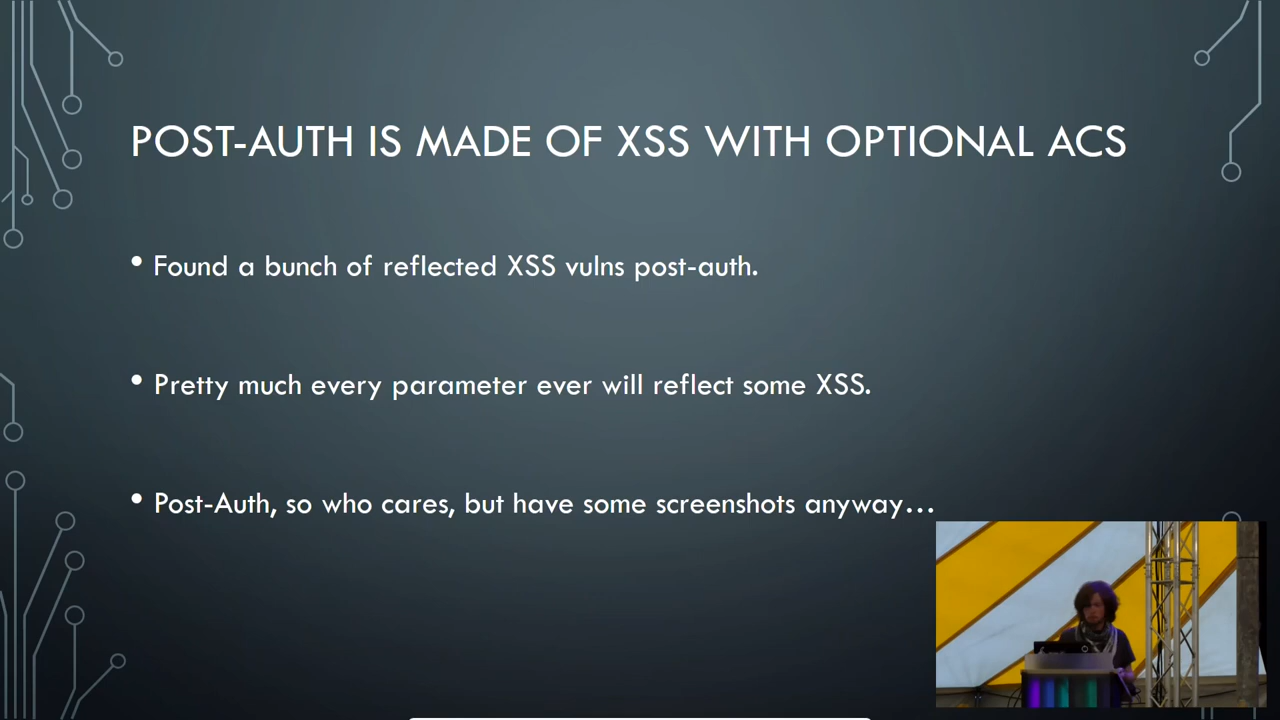 POST-AUTH IS MADE OF XSS WITH OPTIONAL ACS
• Found a bunch of reflected XSS vulns post-auth.
• Pretty much every parameter ever will reflect some XSS.
• Post-Auth, so who cares, but have some screenshots anyway…